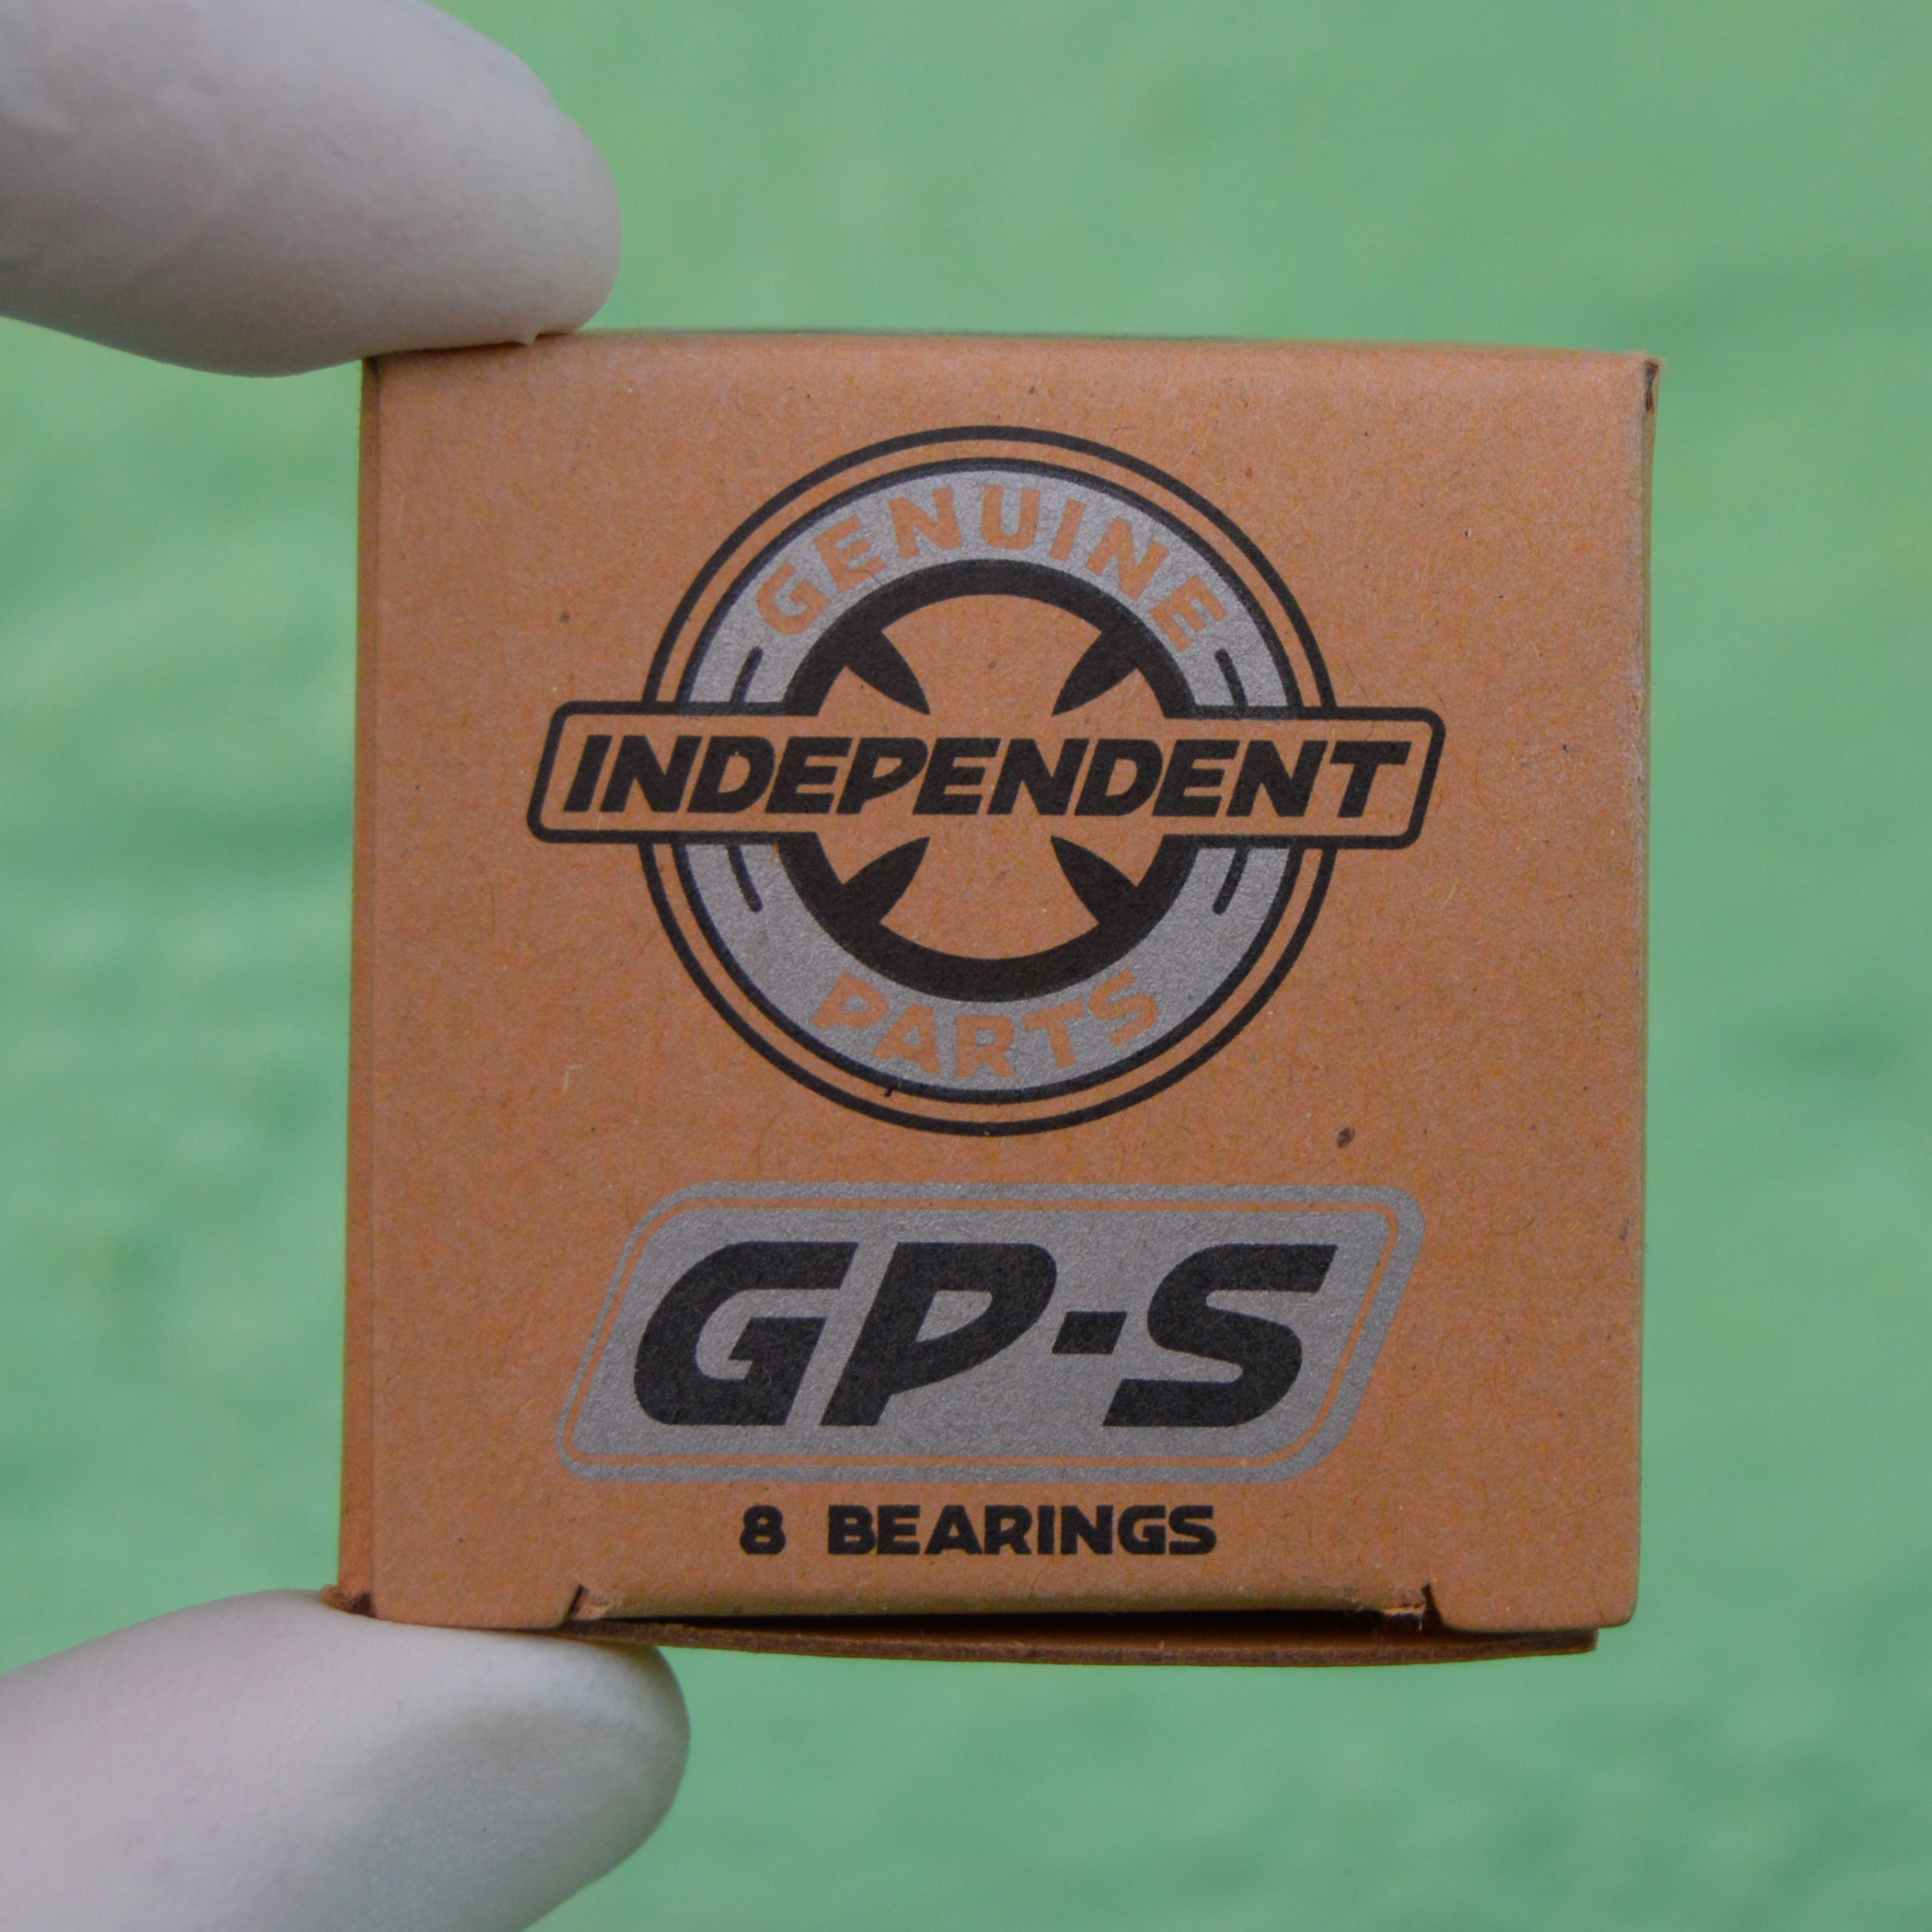 GENUINE
INDEPENDENT
PARTS
GP-S
8 BEARINGS